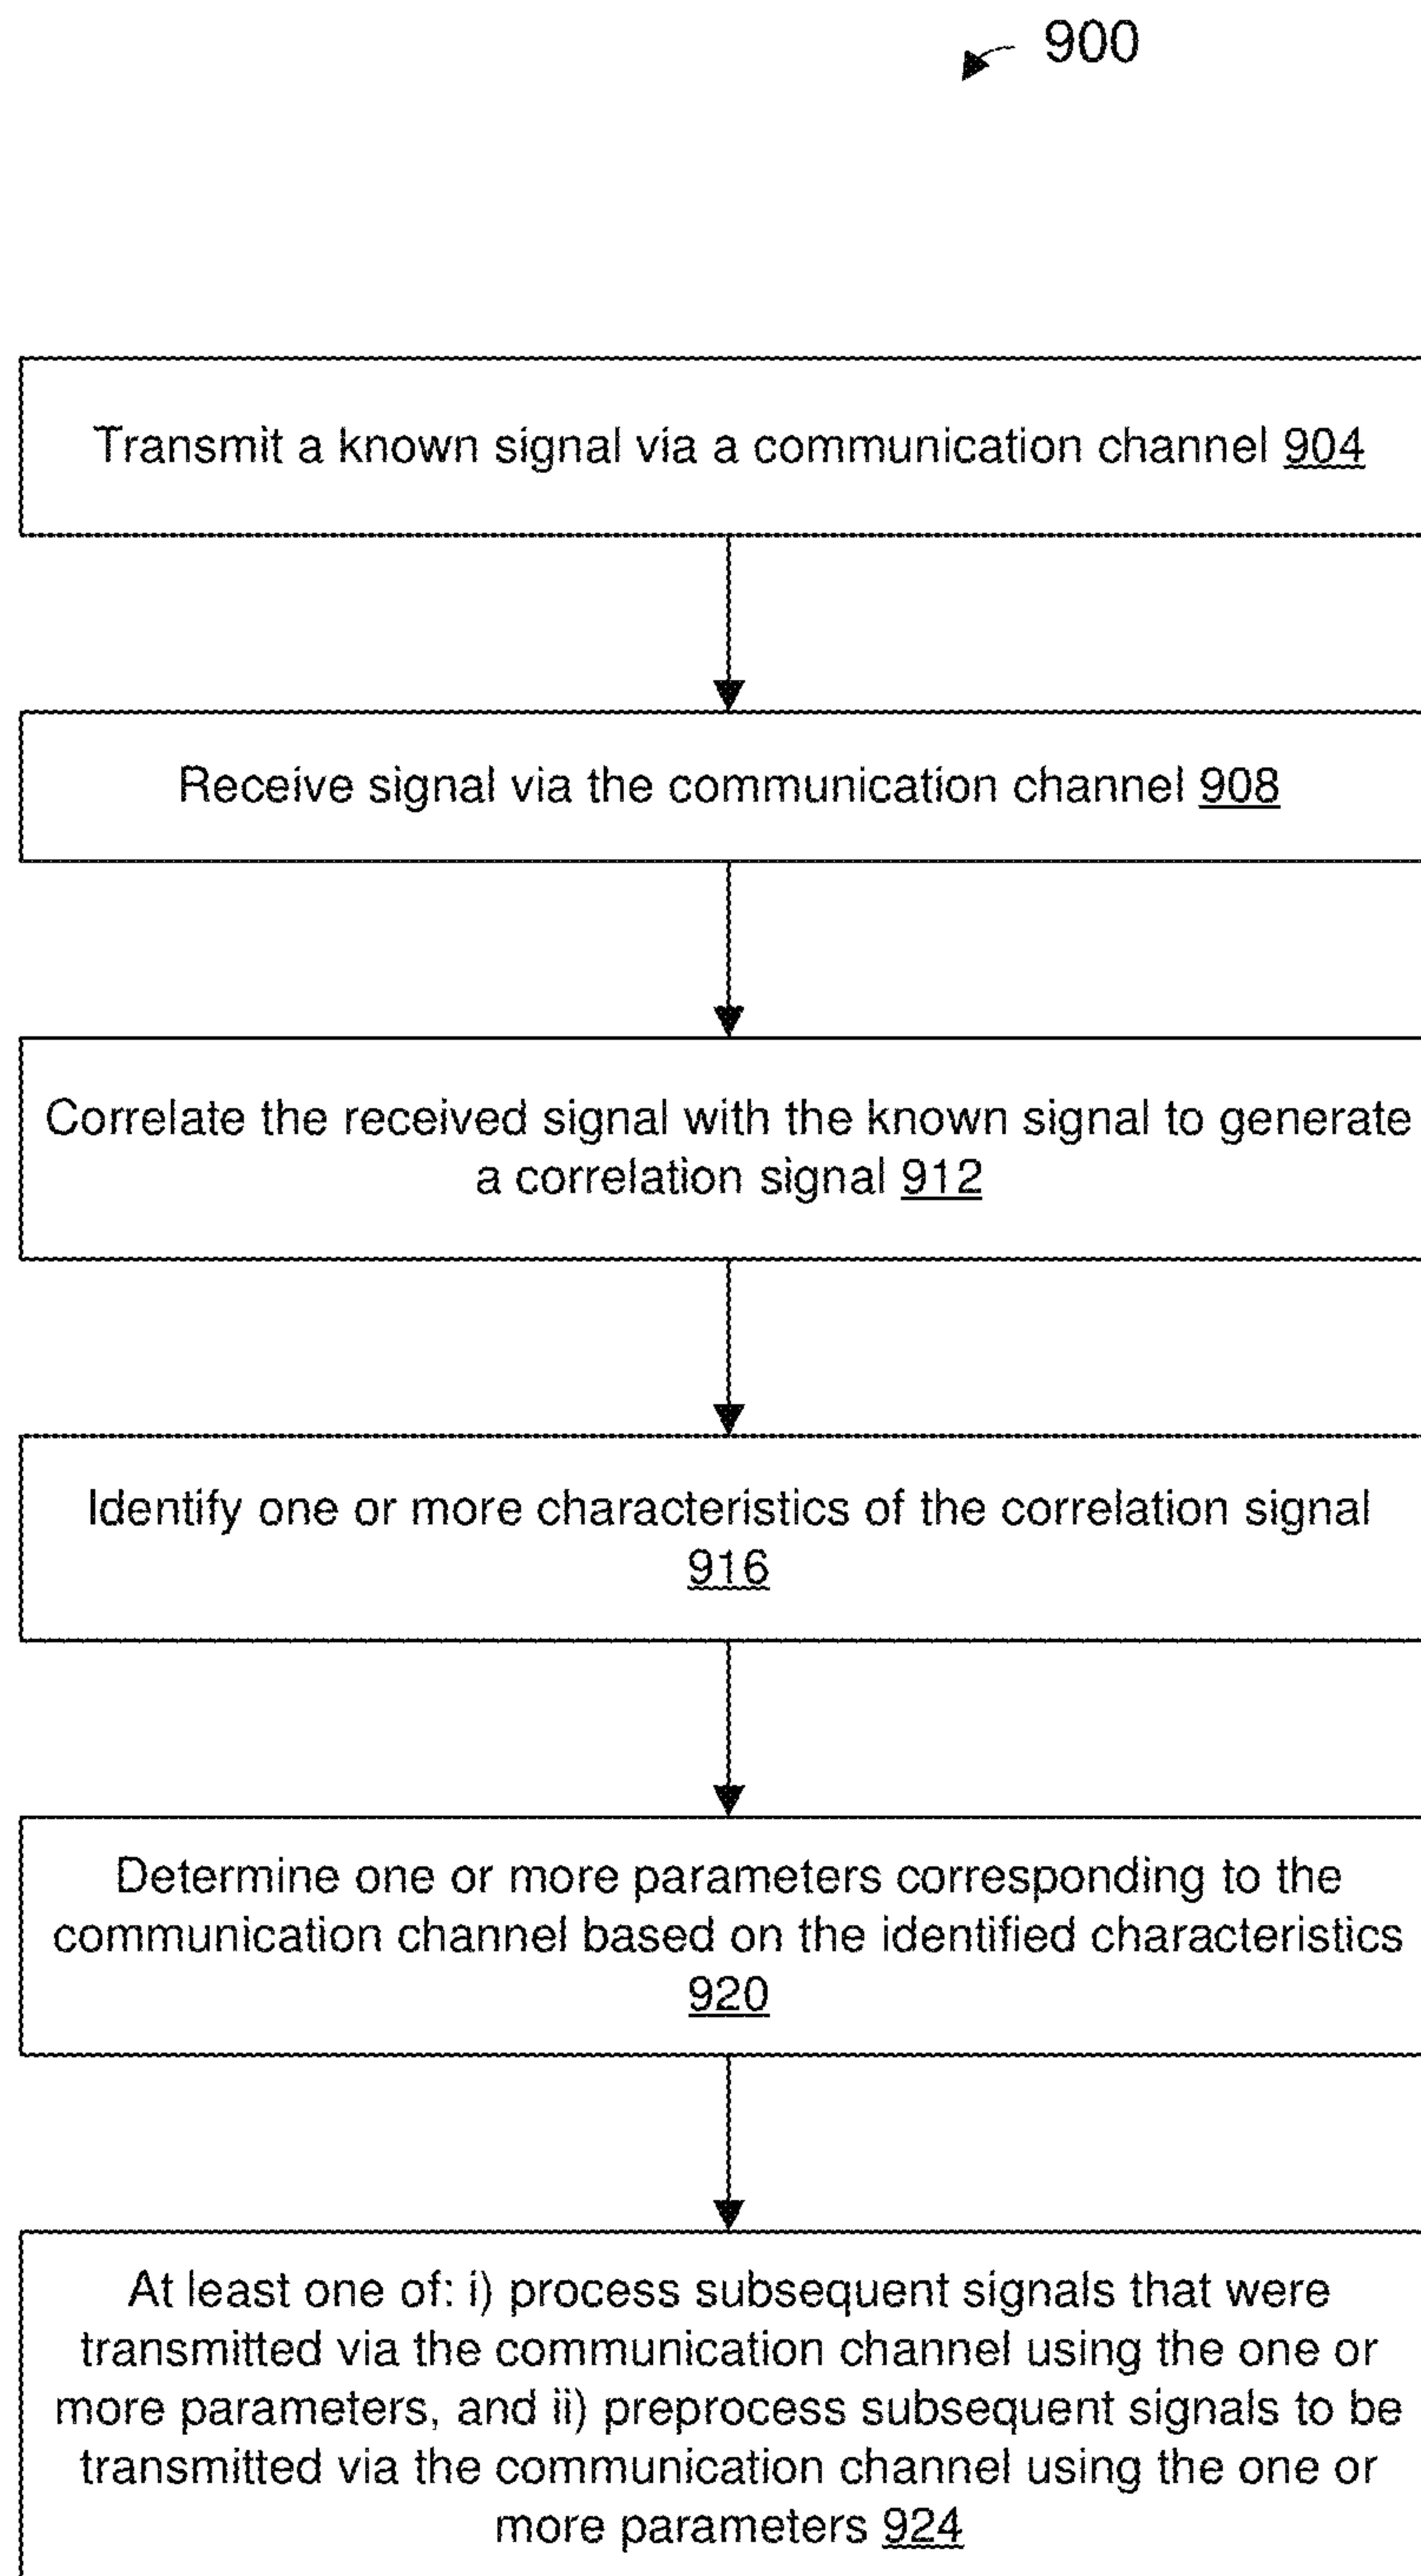 900
Transmit a known signal via a communication channel 904
Receive signal via the communication channel 908
Correlate the received signal with the known signal to generate
a correlation signal 912
Identify one or more characteristics of the correlation signal
916
Determine one or more parameters corresponding to the
communication channel based on the identified characteristics
920
At least one of: i) process subsequent signals that were
transmitted via the communication channel using the one or
more parameters, and ii) preprocess subsequent signals to be
transmitted via the communication channel using the one or
more parameters 924